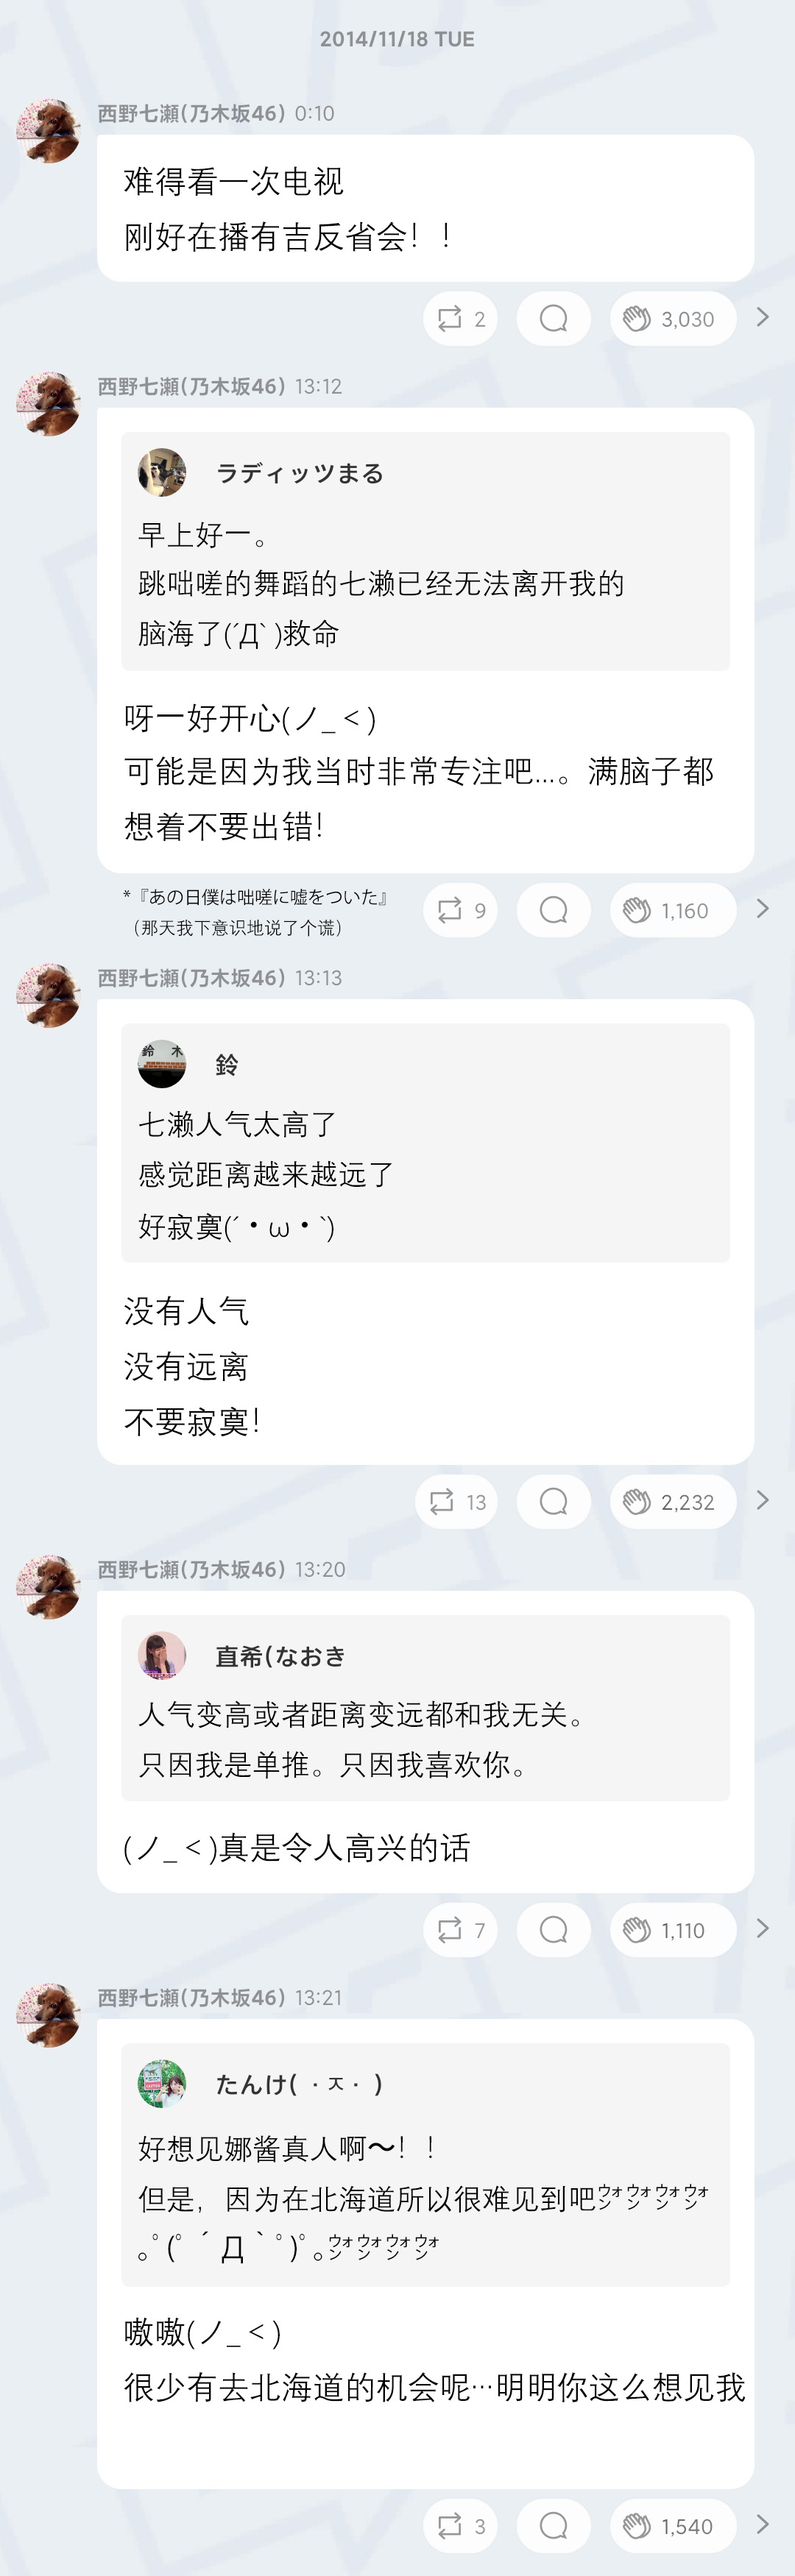 2014/11/18 TUE
西野七瀬(乃木坂46) 0:10
难得看一次电视
刚好在播有吉反省会！！
2
3,030
西野七瀬(乃木坂46) 13:12
ラディッツまる
早上好一。
跳咄嗟的舞蹈的七濑已经无法离开我的
脑海了(´Д` )救命
呀一好开心(ノ_<)
可能是因为我当时非常专注吧...。满脑子都
想着不要出错！
*『あの日僕は咄嗟に嘘をついた』
（那天我下意识地说了个谎）
9
1,160
西野七瀬(乃木坂46) 13:13
鈴 木
鈴
七濑人气太高了
感觉距离越来越远了
好寂寞(´・ω・`)
没有人气
没有远离
不要寂寞！
13
2,232
西野七瀬(乃木坂46) 13:20
直希(なおき
人气变高或者距离变远都和我无关。
只因我是单推。只因我喜欢你。
(ノ_<)真是令人高兴的话
7
1,110
西野七瀬(乃木坂46) 13:21
たんけ( ・ㅈ・ )
好想见娜酱真人啊〜！！
但是，因为在北海道所以很难见到吧ウォンウォンウォンウォン
｡ﾟ(ﾟ´Д｀ﾟ)ﾟ｡ウォンウォンウォンウォン
嗷嗷(ノ_<)
很少有去北海道的机会呢…明明你这么想见我
3
1,540